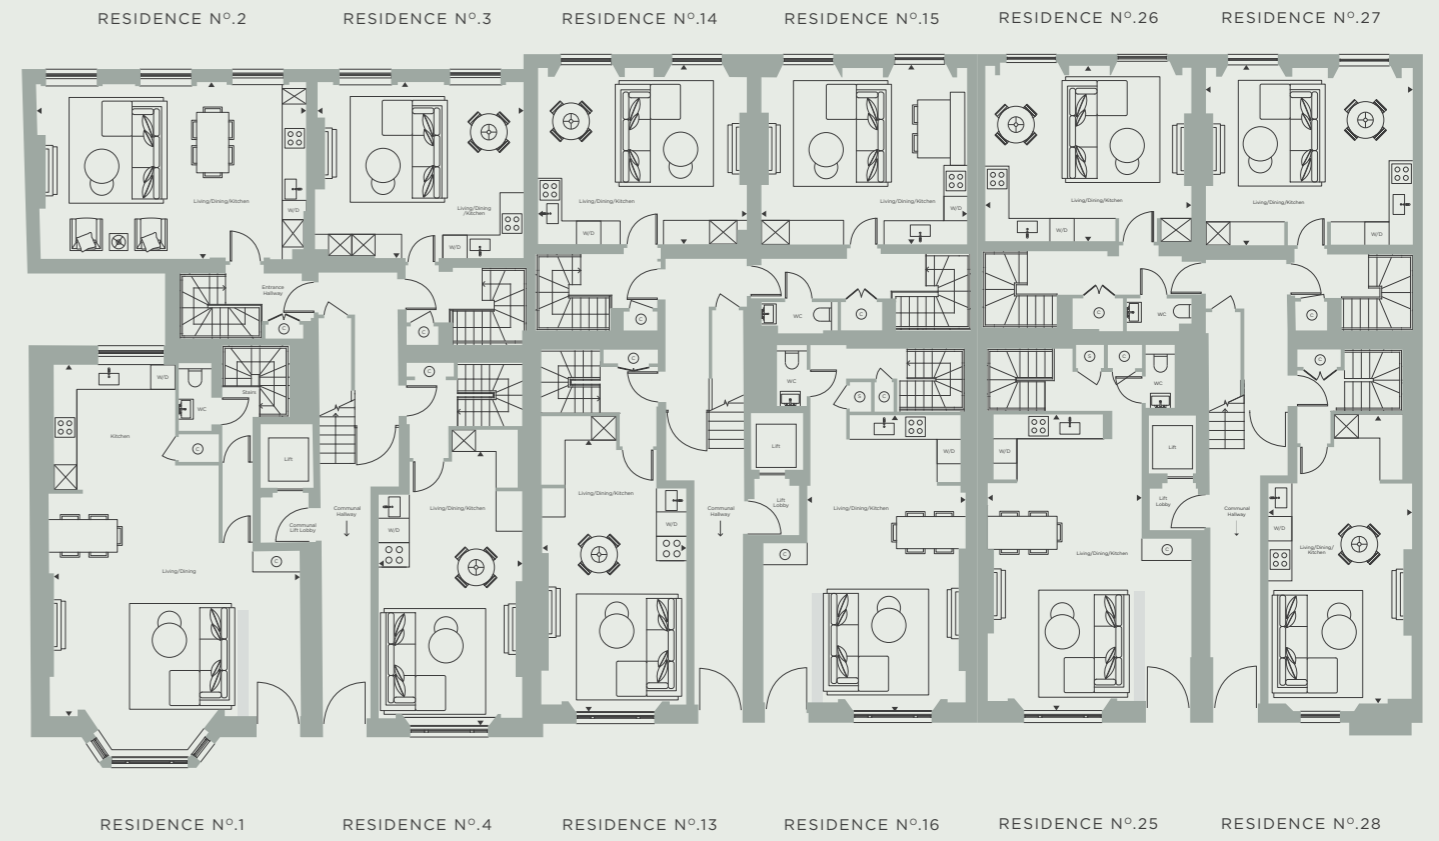 RESIDENCE Nº.2
RESIDENCE Nº.3
RESIDENCE Nº.14
RESIDENCE Nº.15
RESIDENCE Nº.26
RESIDENCE Nº.27
Living/Dining/Kitchen
W/D
Living/Dining
/Kitchen
W/D
Living/Dining/Kitchen
W/D
Living/Dining/Kitchen
W/D
Living/Dining/Kitchen
W/D
Living/Dining/Kitchen
W/D
Entrance
Hallway
C
C
C
WC
C
C
WC
C
W/D
Stairs
WC
Kitchen
C
Lift
Communal
Lift Lobby
Communal
Hallway
C
Living/Dining
C
W/D
Living/Dining/Kitchen
C
Living/Dining/Kitchen
W/D
Communal
Hallway
WC
S
C
Lift
Lift
Lobby
W/D
Living/Dining/Kitchen
C
S
C
WC
W/D
Lift
Lift
Lobby
Living/Dining/Kitchen
C
Communal
Hallway
C
W/D
Living/Dining/
Kitchen
RESIDENCE Nº.1
RESIDENCE Nº.4
RESIDENCE Nº.13
RESIDENCE Nº.16
RESIDENCE Nº.25
RESIDENCE Nº.28